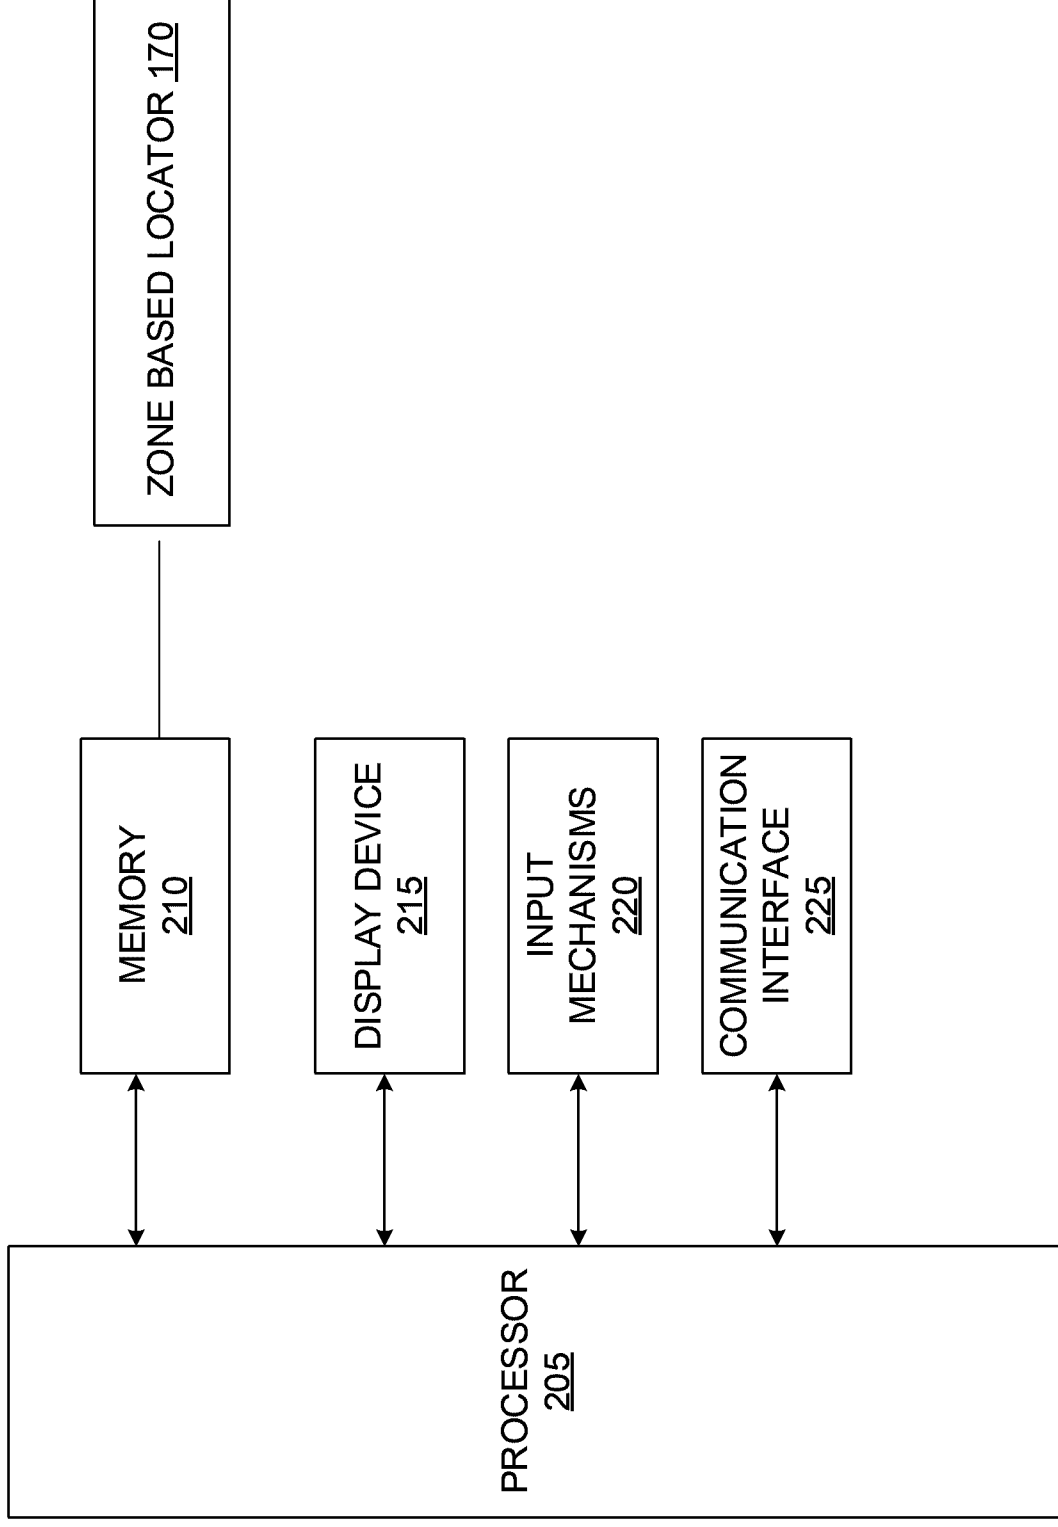 PROCESSOR
205
MEMORY
210
ZONE BASED LOCATOR 170
DISPLAY DEVICE
215
INPUT
MECHANISMS
220
COMMUNICATION
INTERFACE
225